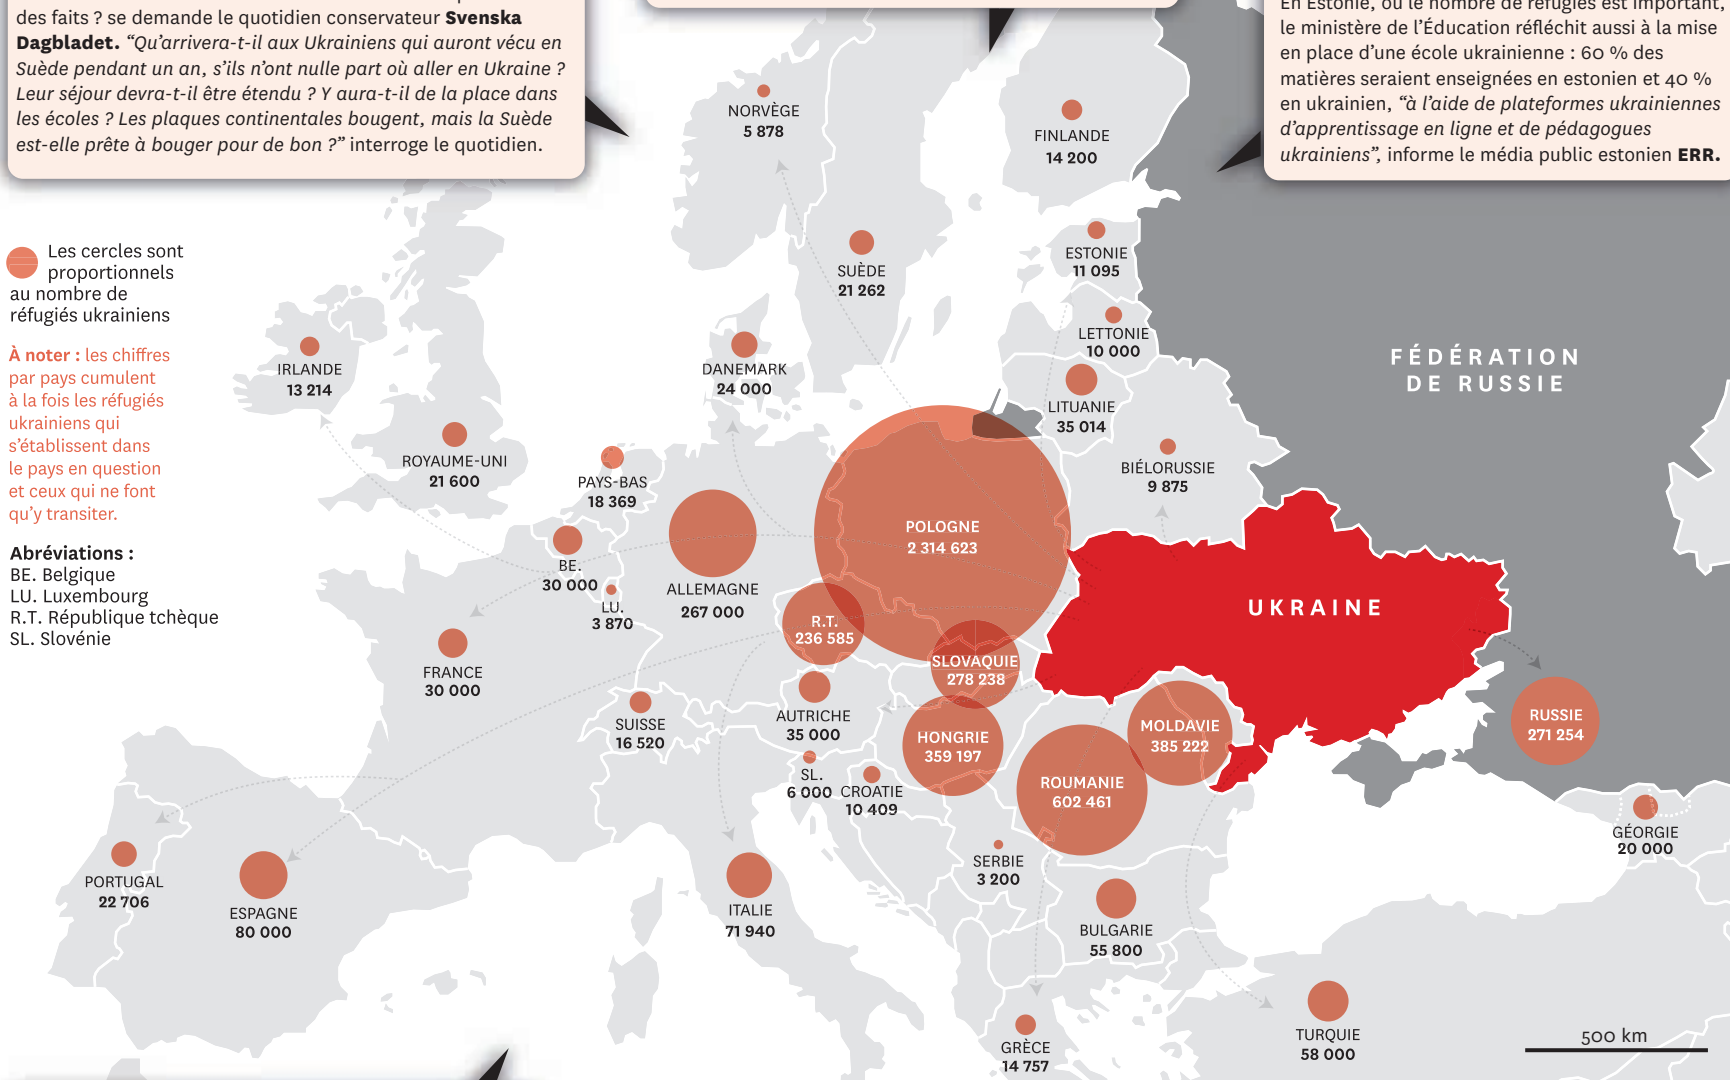 des faits ? se demande le quotidien conservateur Svenska
Dagbladet. “Qu’arrivera-t-il aux Ukrainiens qui auront vécu en
Suède pendant un an, s’ils n’ont nulle part où aller en Ukraine ?
Leur séjour devra-t-il être étendu ? Y aura-t-il de la place dans
les écoles ? Les plaques continentales bougent, mais la Suède
est-elle prête à bouger pour de bon ?” interroge le quotidien.
En Estonie, où le nombre de réfugiés est important,
le ministère de l’Éducation réfléchit aussi à la mise
en place d’une école ukrainienne : 60 % des
matières seraient enseignées en estonien et 40 %
en ukrainien, “à l’aide de plateformes ukrainiennes
d’apprentissage en ligne et de pédagogues
ukrainiens”, informe le média public estonien ERR.
Les cercles sont
proportionnels
au nombre de
réfugiés ukrainiens
À noter : les chiffres
par pays cumulent
à la fois les réfugiés
ukrainiens qui
s’établissent dans
le pays en question
et ceux qui ne font
qu’y transiter.
Abréviations :
BE. Belgique
LU. Luxembourg
R.T. République tchèque
SL. Slovénie
NORVÈGE
5 878
FINLANDE
14 200
SUÈDE
21 262
ESTONIE
11 095
LETTONIE
10 000
LITUANIE
35 014
BIÉLORUSSIE
9 875
FÉDÉRATION
DE RUSSIE
IRLANDE
13 214
ROYAUME-UNI
21 600
DANEMARK
24 000
PAYS-BAS
18 369
BE.
30 000
LU.
3 870
ALLEMAGNE
267 000
POLOGNE
2 314 623
R.T.
236 585
SLOVAQUIE
278 238
UKRAINE
FRANCE
30 000
SUISSE
16 520
AUTRICHE
35 000
HONGRIE
359 197
MOLDAVIE
385 222
ROUMANIE
602 461
RUSSIE
271 254
SL.
6 000
CROATIE
10 409
SERBIE
3 200
GÉORGIE
20 000
PORTUGAL
22 706
ESPAGNE
80 000
ITALIE
71 940
BULGARIE
55 800
GRÈCE
14 757
TURQUIE
58 000
500 km